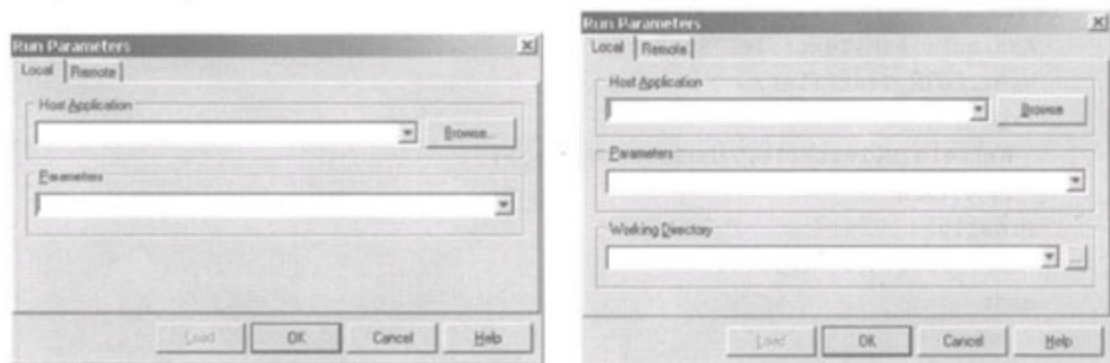 Run Parameters
Local Remote
Host Application
Browse...
Parameters
Load OK Cancel Help
Run Parameters
Local Remote
Host Application
Browse
Parameters
Working Directory
...
Load OK Cancel Help